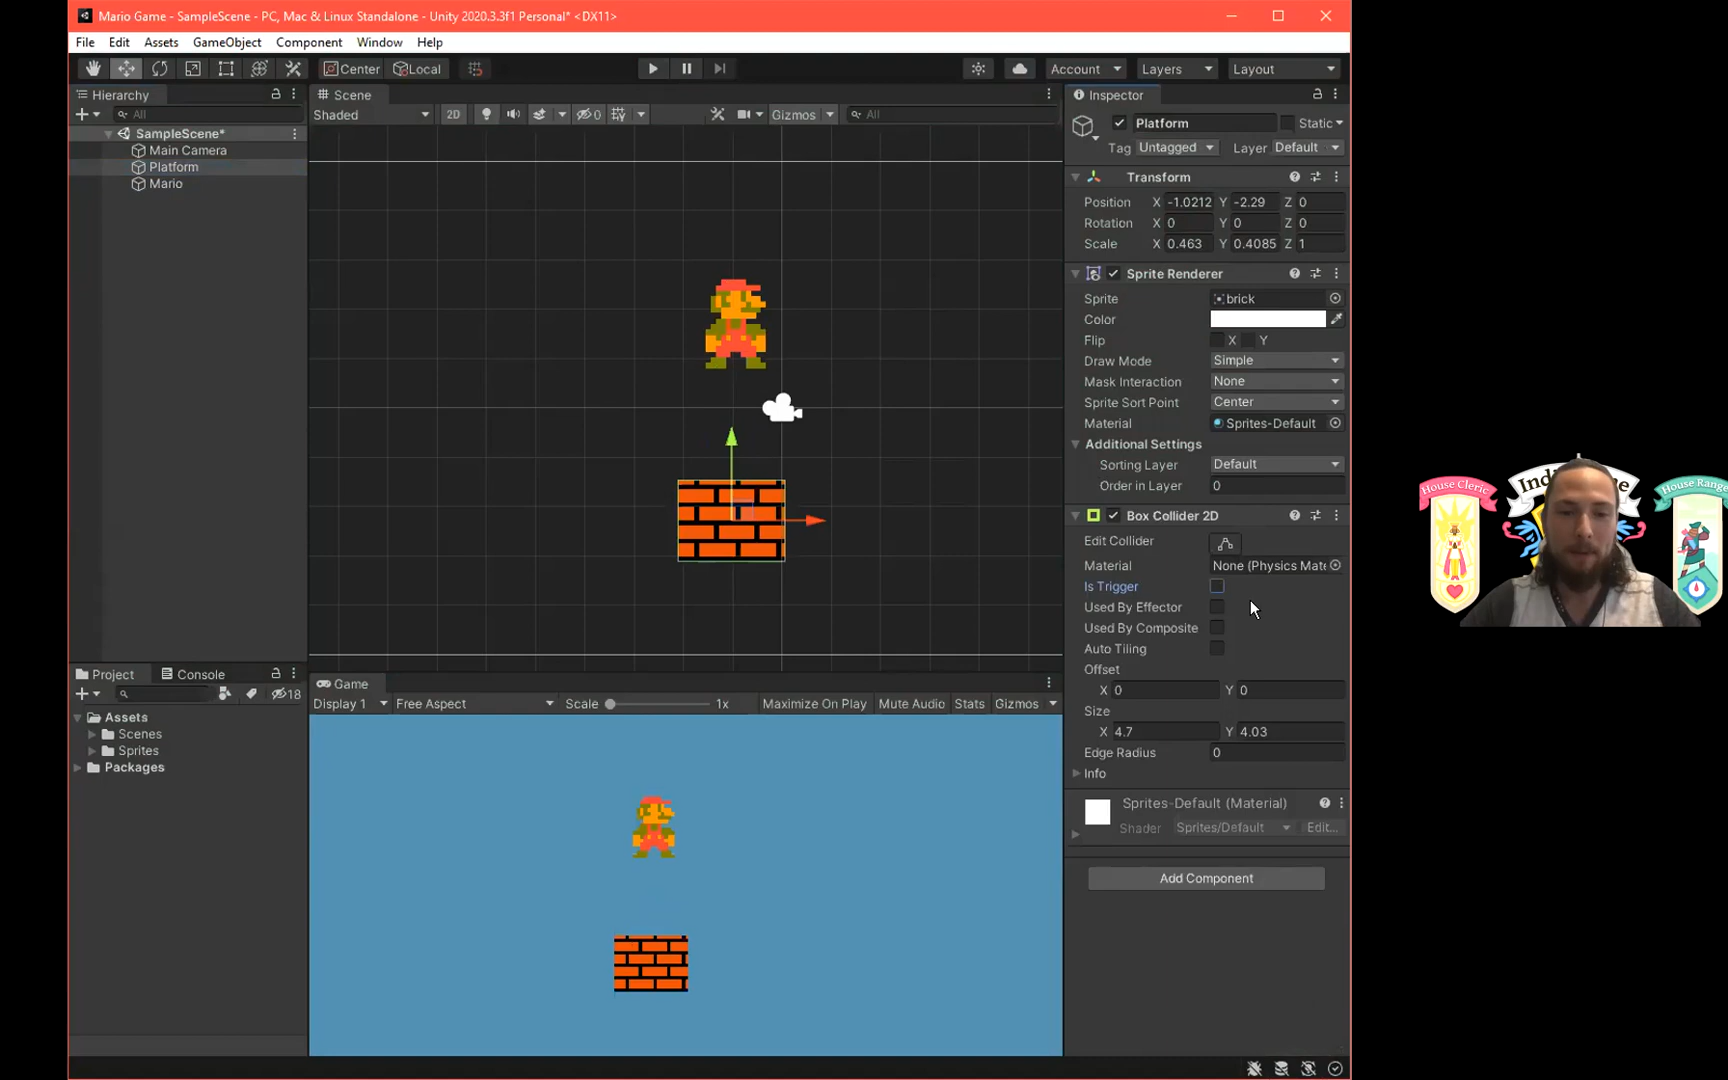 Mario Game - SampleScene - PC, Mac & Linux Standalone - Unity 2020.3.3f1 Personal* <DX11>
File Edit Assets GameObject Component Window Help
Center Local Account Layers Layout
Hierarchy
All
SampleScene*
Main Camera
Platform
Mario
Scene
Shaded 2D 0 Gizmos All
Inspector
Platform Static
Tag Untagged Layer Default
Transform
Position X -1.0212 Y -2.29 Z 0
Rotation X 0 Y 0 Z 0
Scale X 0.463 Y 0.4085 Z 1
Sprite Renderer
Sprite brick
Color
Flip X Y
Draw Mode Simple
Mask Interaction None
Sprite Sort Point Center
Material Sprites-Default
Additional Settings
Sorting Layer Default
Order in Layer 0
Box Collider 2D
Edit Collider
Material None (Physics Mate
Is Trigger
Used By Effector
Used By Composite
Auto Tiling
Offset
X 0 Y 0
Size
X 4.7 Y 4.03
Edge Radius 0
Info
Sprites-Default (Material)
Shader Sprites/Default Edit...
Add Component
Project Console
18
Assets
Scenes
Sprites
Packages
Game
Display 1 Free Aspect Scale 1x Maximize On Play Mute Audio Stats Gizmos
House Cleric
House Range